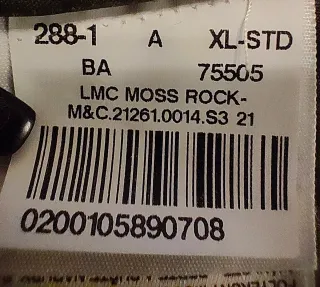 288-1 A XL-STD
BA 75505
LMC MOSS ROCK-
M&C.21261.0014.S3 21
0200105890708